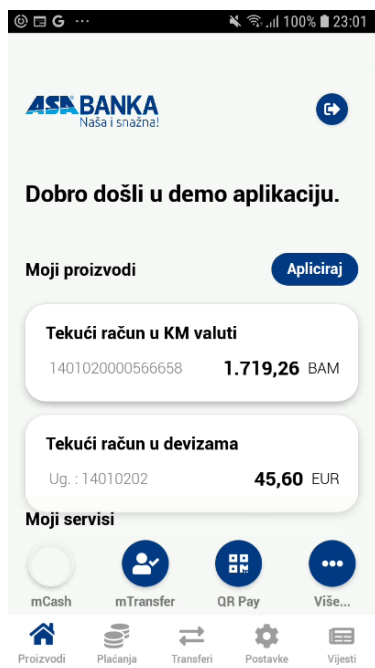 G ... 100% 23:01
ASA BANKA
Naša i snažna!
Dobro došli u demo aplikaciju.
Moji proizvodi Apliciraj
Tekući račun u KM valuti
1401020000566658 1.719,26 BAM
Tekući račun u devizama
Ug. : 14010202 45,60 EUR
Moji servisi
mCash mTransfer QR Pay Više...
Proizvodi Plaćanja Transferi Postavke Vijesti